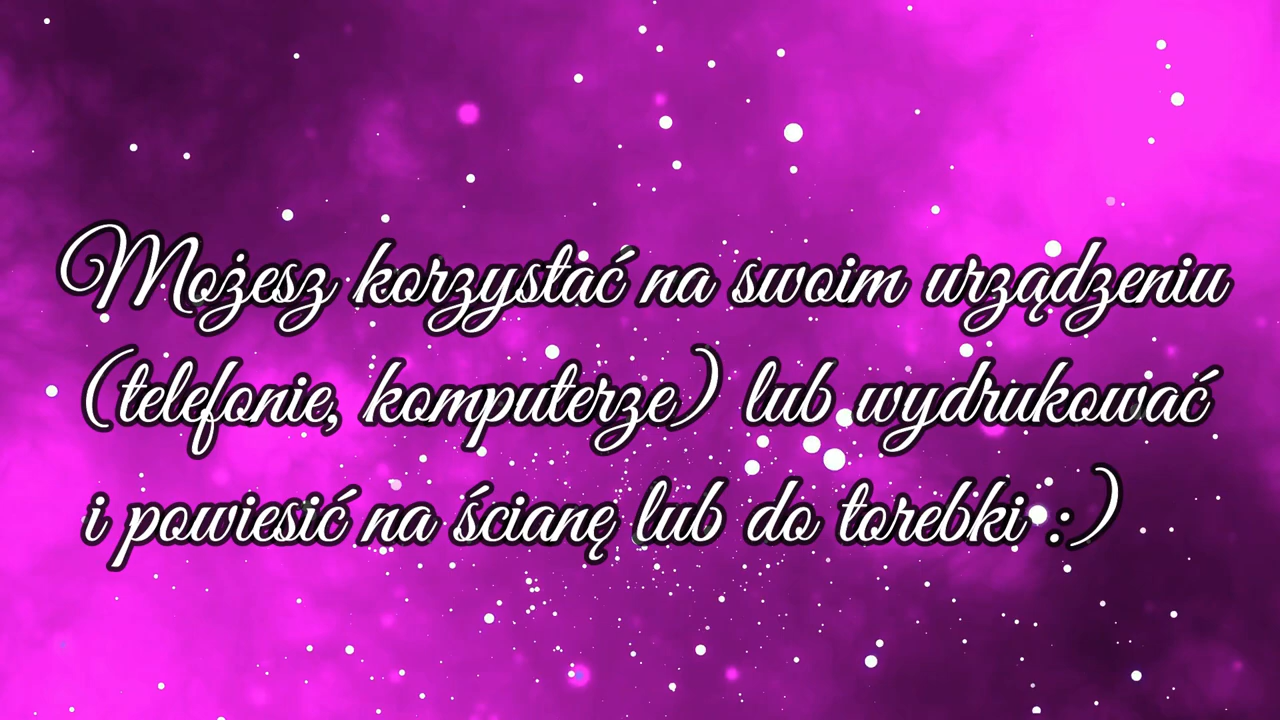 Możesz korzystać na swoim urządzeniu
(telefonie, komputerze) lub wydrukować
i powiesić na ścianę lub do torebki :)